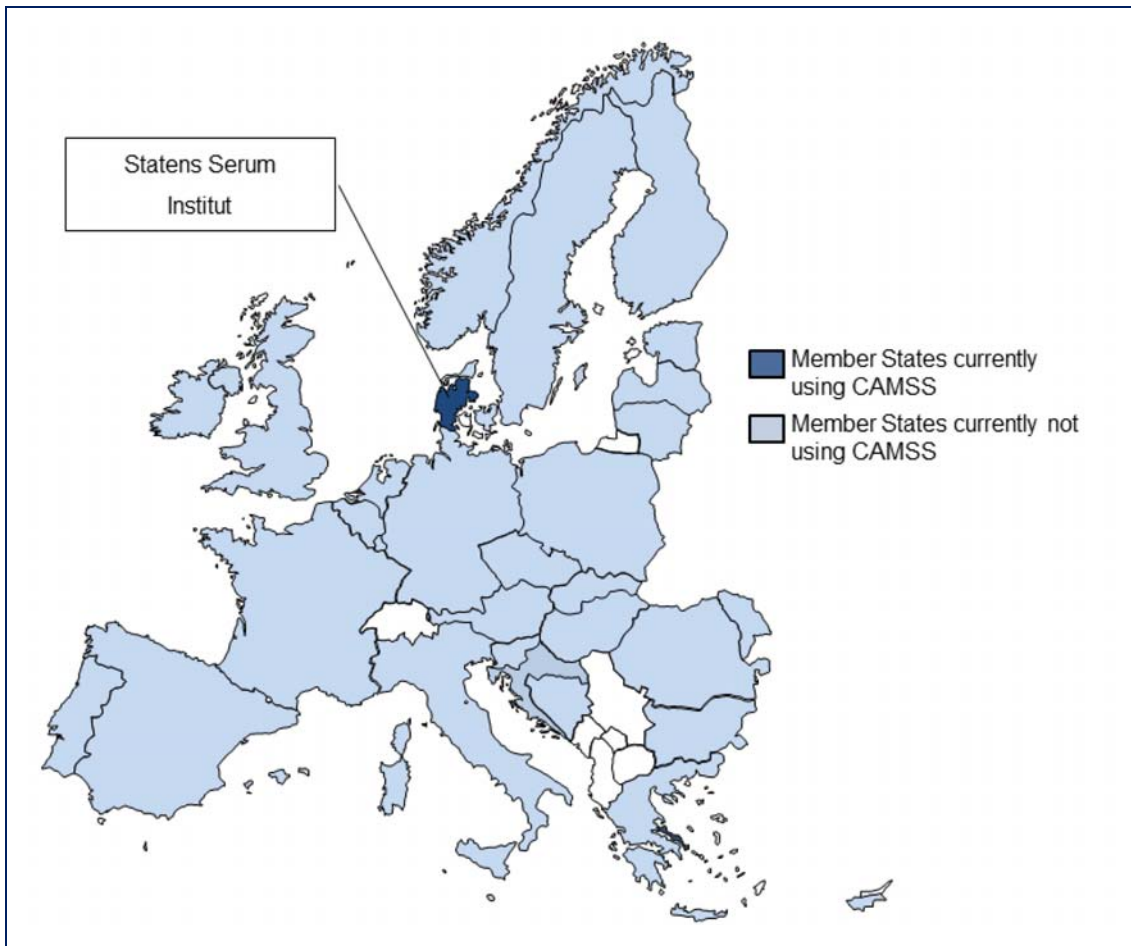 Statens Serum
Institut
Member States currently
using CAMSS
Member States currently not
using CAMSS